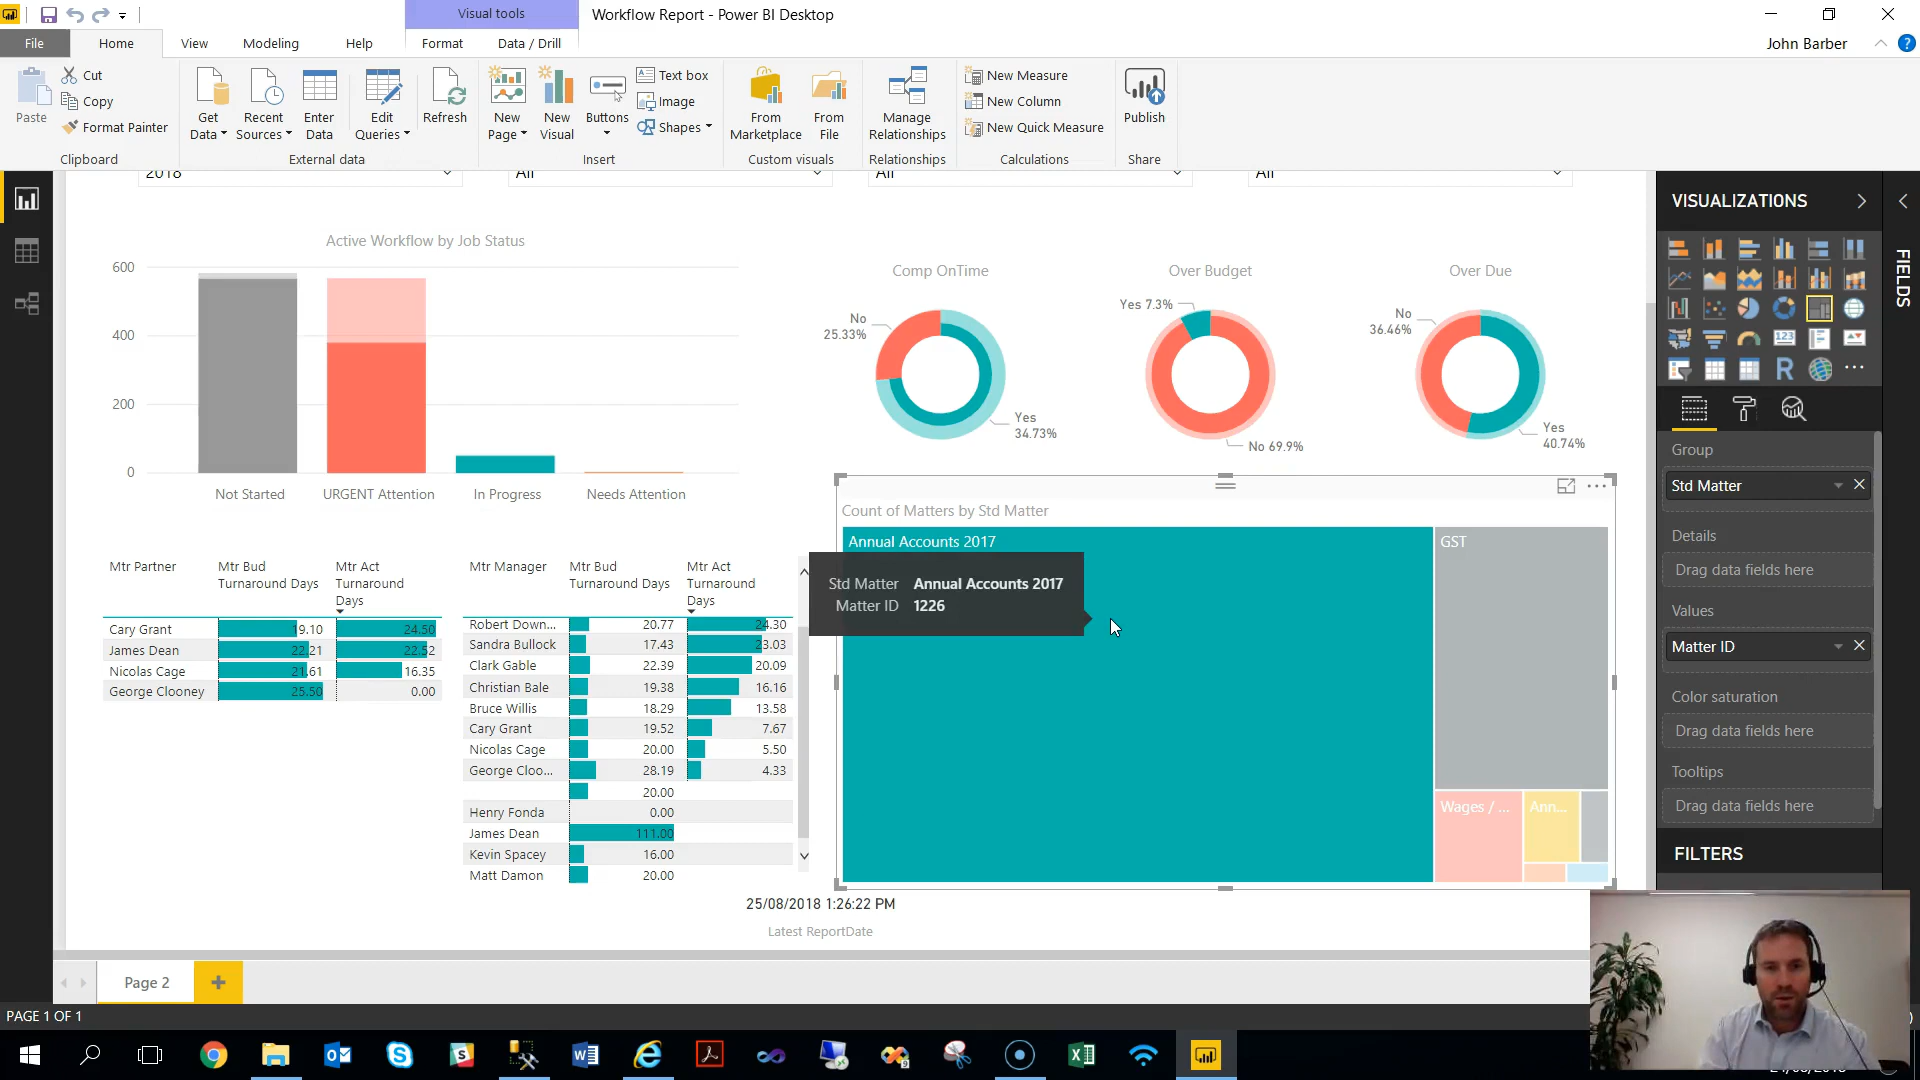 Visual tools
Workflow Report - Power BI Desktop
File
Home
View
Modeling
Help
Format
Data / Drill
John Barber
?
Paste
Cut
Copy
Format Painter
Clipboard
Get Data
Recent Sources
Enter Data
Edit Queries
Refresh
External data
New Page
New Visual
Buttons
Text box
Image
Shapes
Insert
From Marketplace
From File
Custom visuals
Manage Relationships
Relationships
New Measure
New Column
New Quick Measure
Calculations
Publish
Share
2018
All
All
All
Active Workflow by Job Status
600
400
200
0
Not Started
URGENT Attention
In Progress
Needs Attention
Comp OnTime
No
25.33%
Yes
34.73%
Over Budget
Yes 7.3%
No 69.9%
Over Due
No
36.46%
Yes
40.74%
Mtr Partner
Mtr Bud Turnaround Days
Mtr Act Turnaround Days
Cary Grant 19.10 24.50
James Dean 22.21 22.52
Nicolas Cage 21.61 16.35
George Clooney 25.50 0.00
Mtr Manager
Mtr Bud Turnaround Days
Mtr Act Turnaround Days
Robert Down... 20.77 24.30
Sandra Bullock 17.43 23.03
Clark Gable 22.39 20.09
Christian Bale 19.38 16.16
Bruce Willis 18.29 13.58
Cary Grant 19.52 7.67
Nicolas Cage 20.00 5.50
George Cloo... 28.19 4.33
20.00
Henry Fonda 0.00
James Dean 111.00
Kevin Spacey 16.00
Matt Damon 20.00
Count of Matters by Std Matter
Annual Accounts 2017
GST
Wages / ...
Ann...
Std Matter Annual Accounts 2017
Matter ID 1226
25/08/2018 1:26:22 PM
Latest ReportDate
VISUALIZATIONS
FIELDS
123
R
Group
Std Matter
Details
Drag data fields here
Values
Matter ID
Color saturation
Drag data fields here
Tooltips
Drag data fields here
FILTERS
Page 2
PAGE 1 OF 1